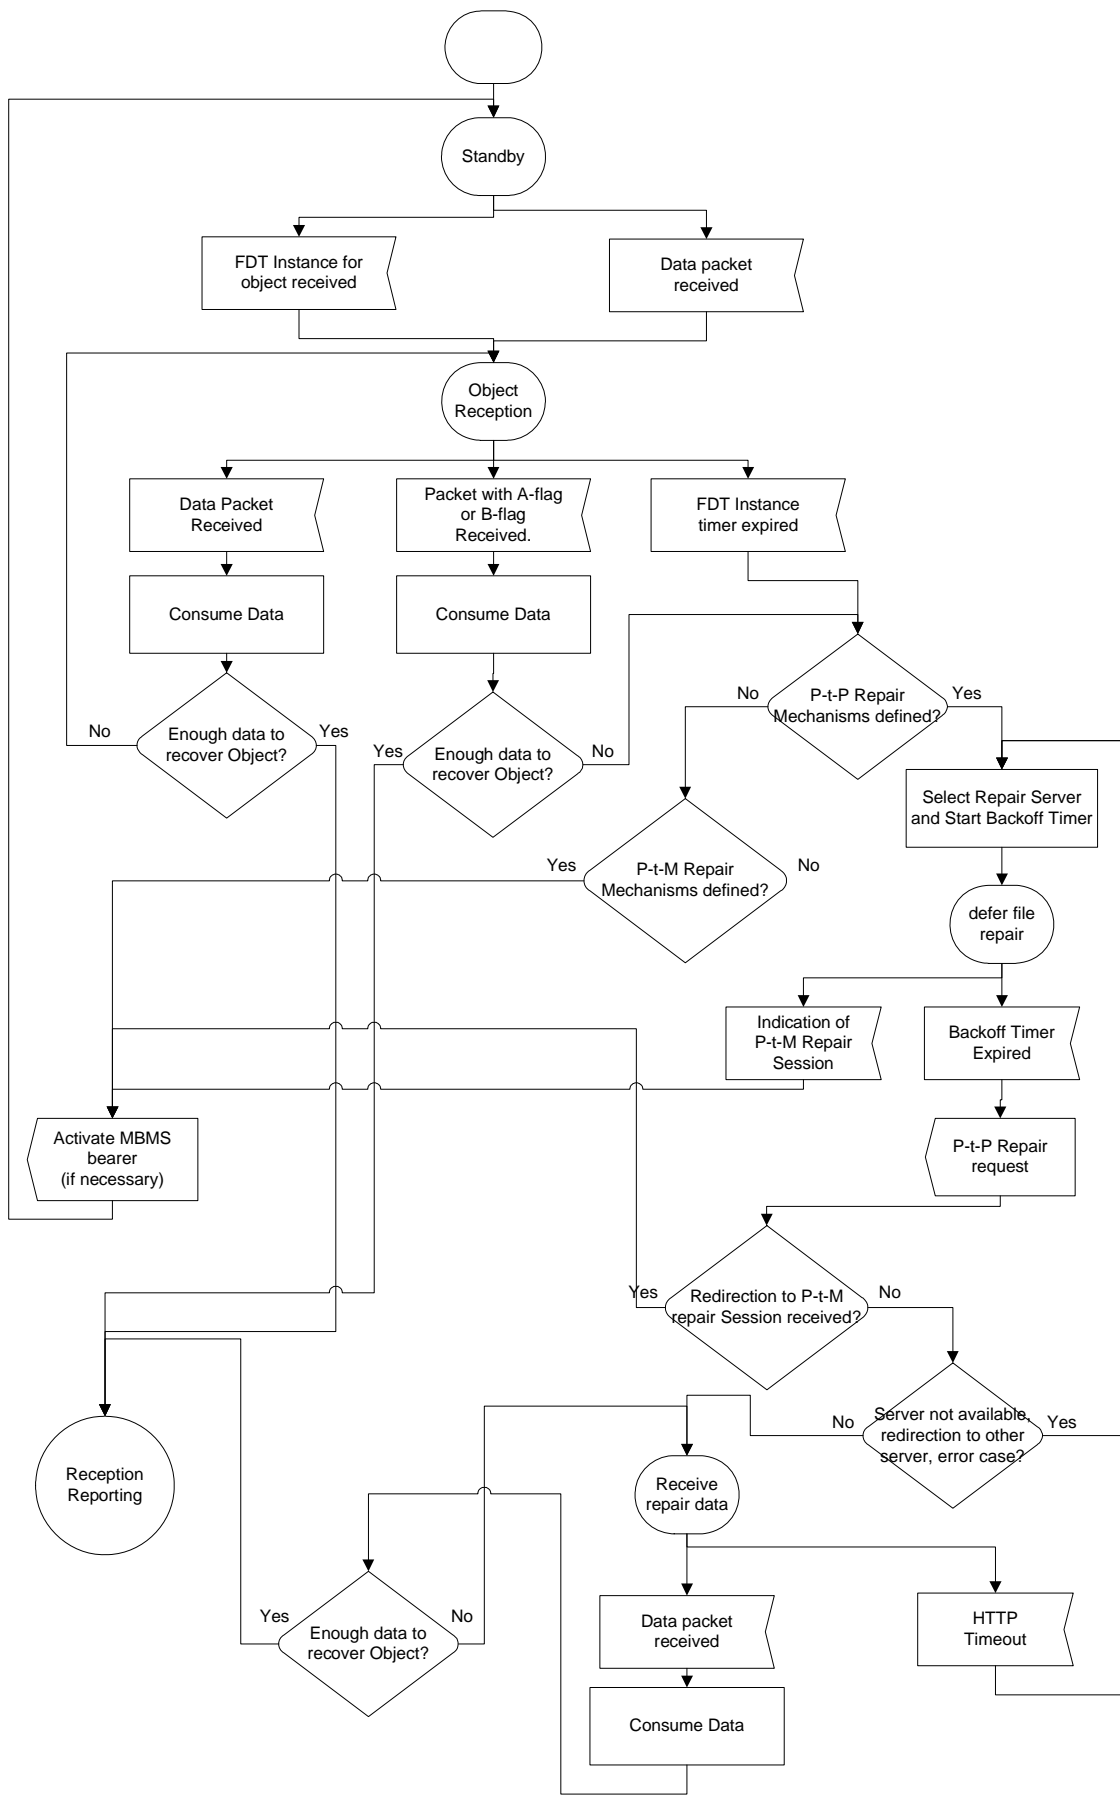 Standby
FDT Instance for
object received
Data packet
received
Object
Reception
Data Packet
Received
Packet with A-flag
or B-flag
Received.
FDT Instance
timer expired
Consume Data
Consume Data
No
P-t-P Repair
Mechanisms defined?
Yes
No
Enough data to
recover Object?
Yes
Yes
Enough data to
recover Object?
No
Select Repair Server
and Start Backoff Timer
Yes
P-t-M Repair
Mechanisms defined?
No
defer file
repair
Indication of
P-t-M Repair
Session
Backoff Timer
Expired
Activate MBMS
bearer
(if necessary)
P-t-P Repair
request
Yes
Redirection to P-t-M
repair Session received?
No
No
Server not available,
redirection to other
server, error case?
Yes
Reception
Reporting
Receive
repair data
Yes
Enough data to
recover Object?
No
Data packet
received
HTTP
Timeout
Consume Data